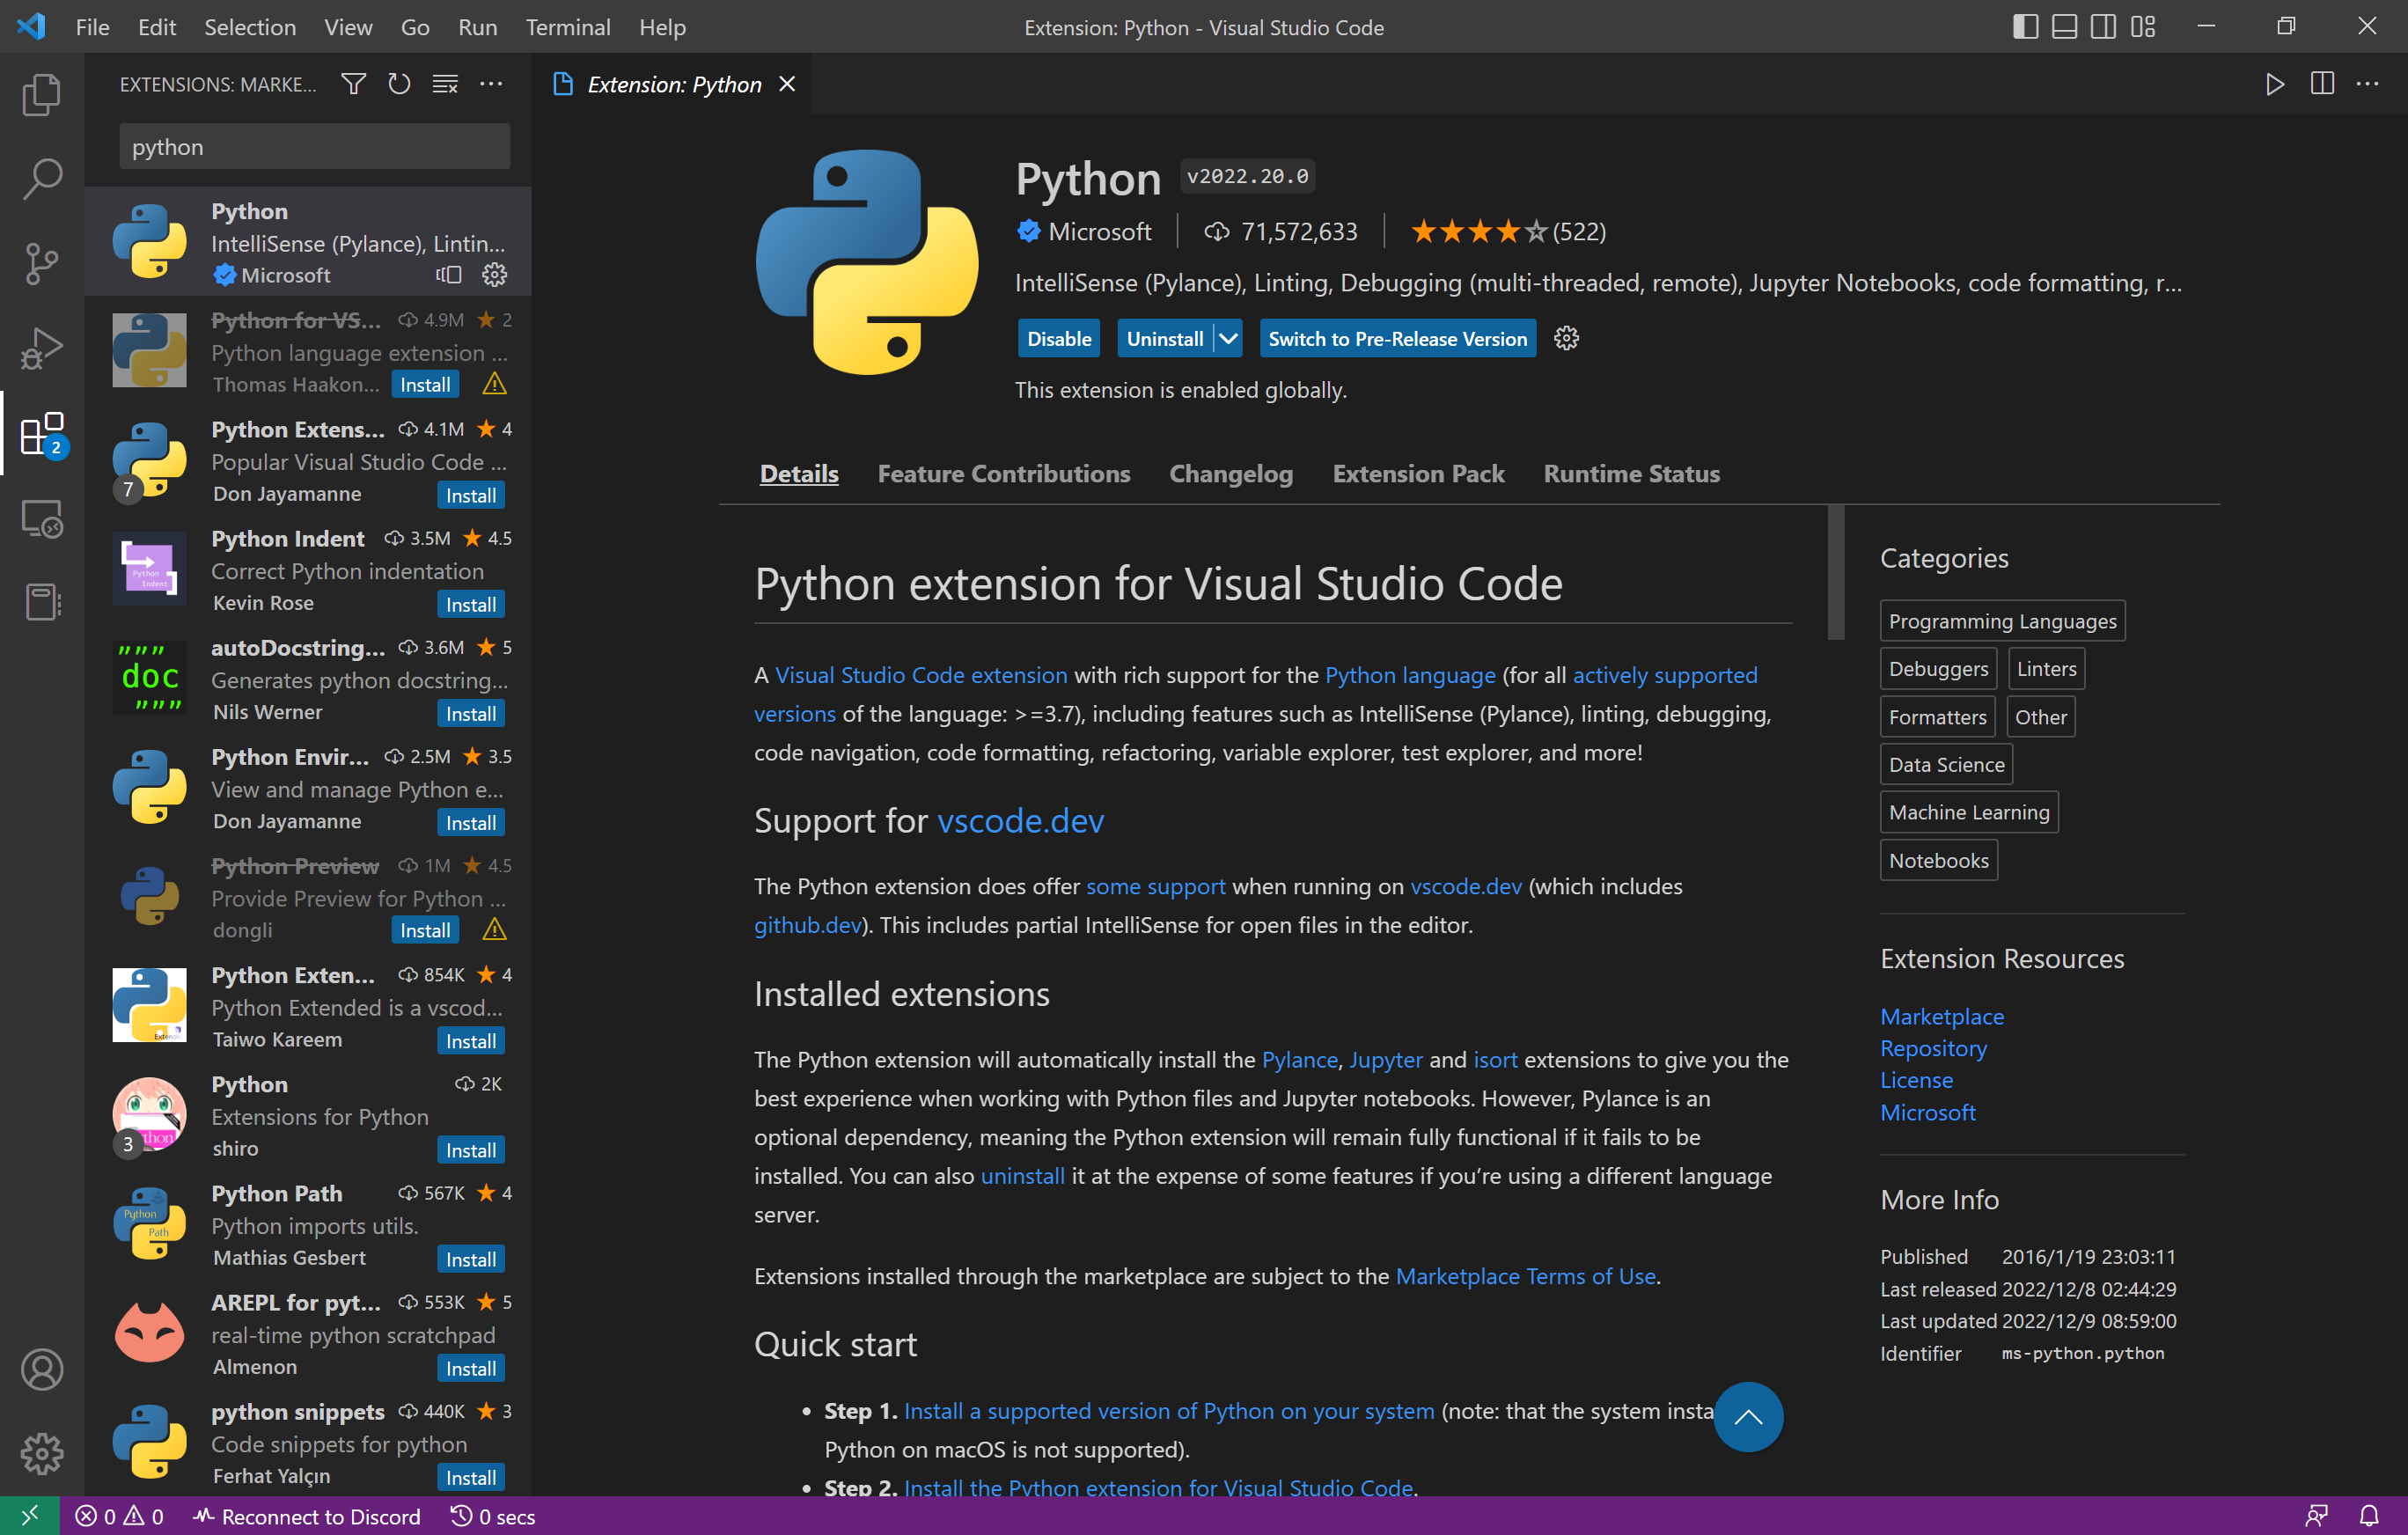 File Edit Selection View Go Run Terminal Help
Extension: Python - Visual Studio Code
EXTENSIONS: MARKE...
python
Python
IntelliSense (Pylance), Lintin...
Microsoft
Python for VS... 4.9M 2
Python language extension ...
Thomas Haakon... Install
Python Extens... 4.1M 4
Popular Visual Studio Code ...
7
Don Jayamanne Install
Python Indent 3.5M 4.5
Correct Python indentation
Python
Indent
Kevin Rose Install
autoDocstring... 3.6M 5
"""
doc
"""
Generates python docstring...
Nils Werner Install
Python Envir... 2.5M 3.5
View and manage Python e...
Don Jayamanne Install
Python Preview 1M 4.5
Provide Preview for Python ...
dongli Install
Python Exten... 854K 4
Python Extended is a vscod...
Taiwo Kareem Install
Python 2K
Extensions for Python
3
shiro Install
Python Path 567K 4
Python
Path
Python imports utils.
Mathias Gesbert Install
AREPL for pyt... 553K 5
real-time python scratchpad
Almenon Install
python snippets 440K 3
Code snippets for python
Ferhat Yalçın Install
2
Extension: Python
Python v2022.20.0
Microsoft 71,572,633 (522)
IntelliSense (Pylance), Linting, Debugging (multi-threaded, remote), Jupyter Notebooks, code formatting, r...
Disable Uninstall Switch to Pre-Release Version
This extension is enabled globally.
Details Feature Contributions Changelog Extension Pack Runtime Status
Python extension for Visual Studio Code
A Visual Studio Code extension with rich support for the Python language (for all actively supported
versions of the language: >=3.7), including features such as IntelliSense (Pylance), linting, debugging,
code navigation, code formatting, refactoring, variable explorer, test explorer, and more!
Support for vscode.dev
The Python extension does offer some support when running on vscode.dev (which includes
github.dev). This includes partial IntelliSense for open files in the editor.
Installed extensions
The Python extension will automatically install the Pylance, Jupyter and isort extensions to give you the
best experience when working with Python files and Jupyter notebooks. However, Pylance is an
optional dependency, meaning the Python extension will remain fully functional if it fails to be
installed. You can also uninstall it at the expense of some features if you’re using a different language
server.
Extensions installed through the marketplace are subject to the Marketplace Terms of Use.
Quick start
• Step 1. Install a supported version of Python on your system (note: that the system insta
Python on macOS is not supported).
• Step 2. Install the Python extension for Visual Studio Code.
Categories
Programming Languages
Debuggers Linters
Formatters Other
Data Science
Machine Learning
Notebooks
Extension Resources
Marketplace
Repository
License
Microsoft
More Info
Published 2016/1/19 23:03:11
Last released 2022/12/8 02:44:29
Last updated 2022/12/9 08:59:00
Identifier ms-python.python
0 0 Reconnect to Discord 0 secs